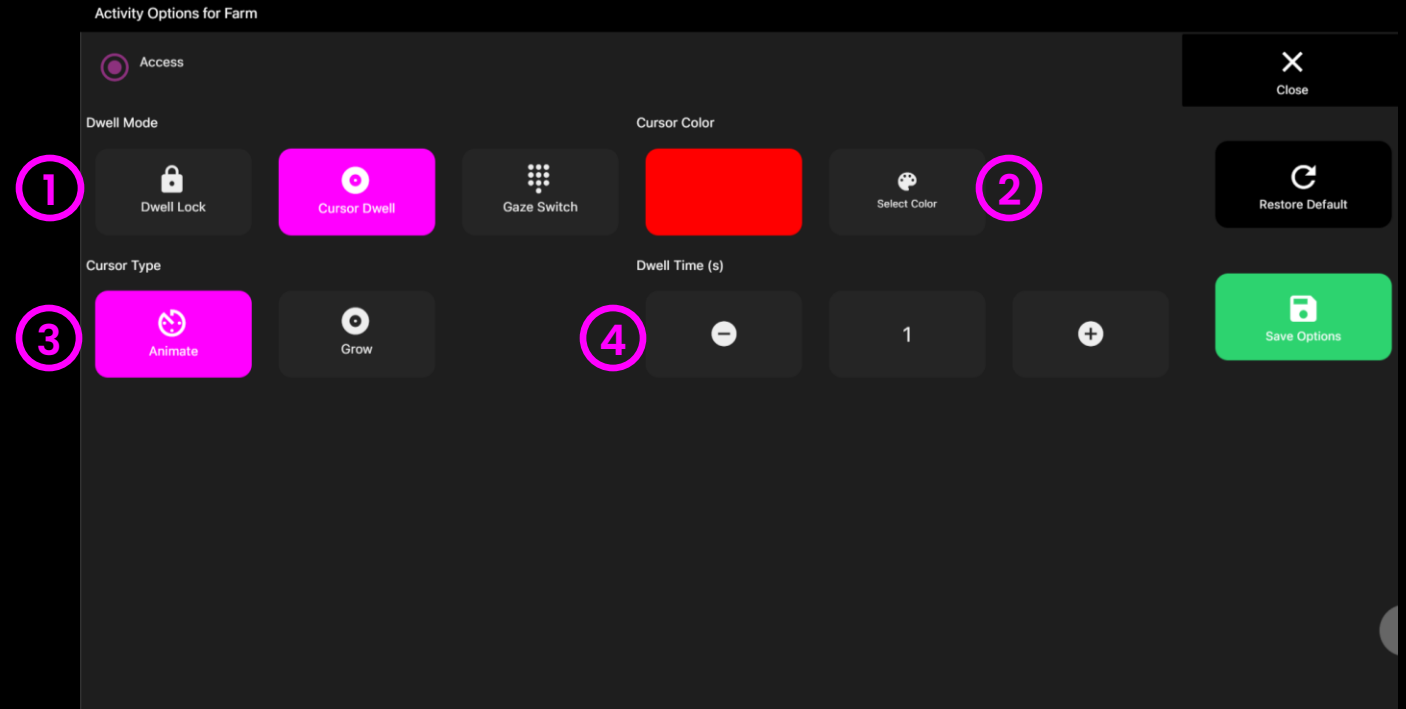 Activity Options for Farm
Access
Close
Dwell Mode
Cursor Color
1
Dwell Lock
Cursor Dwell
Gaze Switch
Select Color
2
Restore Default
Cursor Type
Dwell Time (s)
3
Animate
Grow
4
1
Save Options